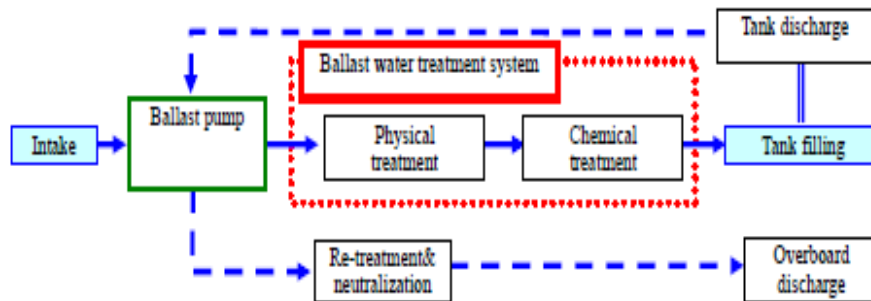 Tank discharge
Ballast water treatment system
Ballast pump
Intake
Physical
treatment
Chemical
treatment
Tank filling
Re-treatment&
neutralization
Overboard
discharge